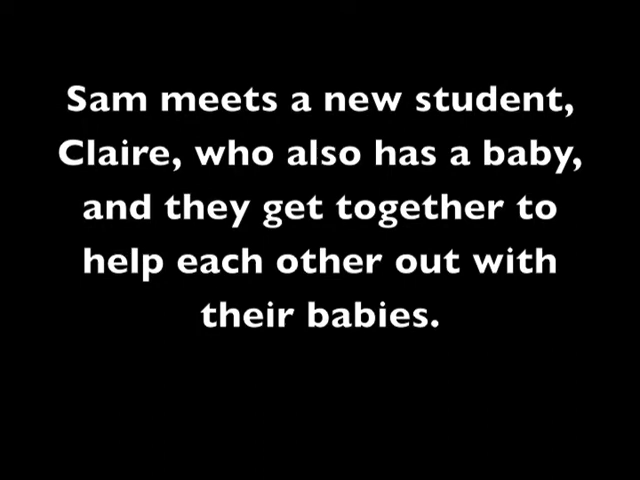 Sam meets a new student,
Claire, who also has a baby,
and they get together to
help each other out with
their babies.